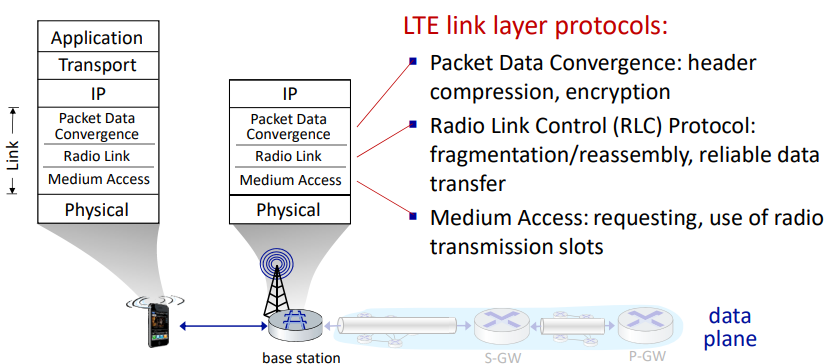 LTE link layer protocols:
Packet Data Convergence: header
compression, encryption
Radio Link Control (RLC) Protocol:
fragmentation/reassembly, reliable data
transfer
Medium Access: requesting, use of radio
transmission slots
Application
Transport
IP
Packet Data
Convergence
Radio Link
Medium Access
Physical
Link
IP
Packet Data
Convergence
Radio Link
Medium Access
Physical
base station
S-GW
P-GW
data
plane